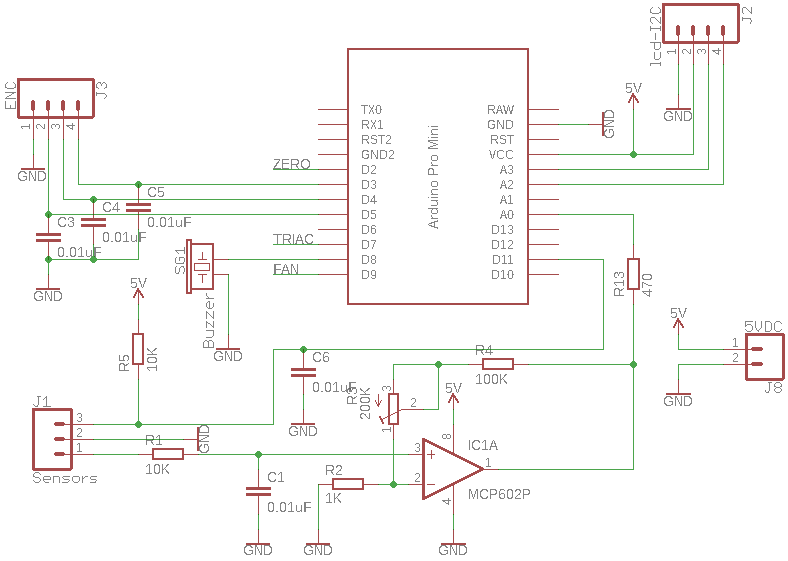 lcd-I2C
J2
1
2
3
4
GND
5V
ENC
J3
1
2
3
4
GND
Arduino Pro Mini
TX0
RX1
RST2
GND2
D2
D3
D4
D5
D6
D7
D8
D9
RAW
GND
RST
VCC
A3
A2
A1
A0
D13
D12
D11
D10
GND
ZERO
TRIAC
FAN
C5
0.01uF
C4
0.01uF
C3
0.01uF
GND
SG1
Buzzer
GND
5V
R5
10K
R13
470
5V
5VDC
1
2
J8
GND
C6
0.01uF
GND
R3
200K
3
2
1
R4
100K
5V
J1
3
2
1
Sensors
GND
R1
10K
C1
0.01uF
GND
R2
1K
GND
IC1A
MCP602P
8
3
2
1
4
GND